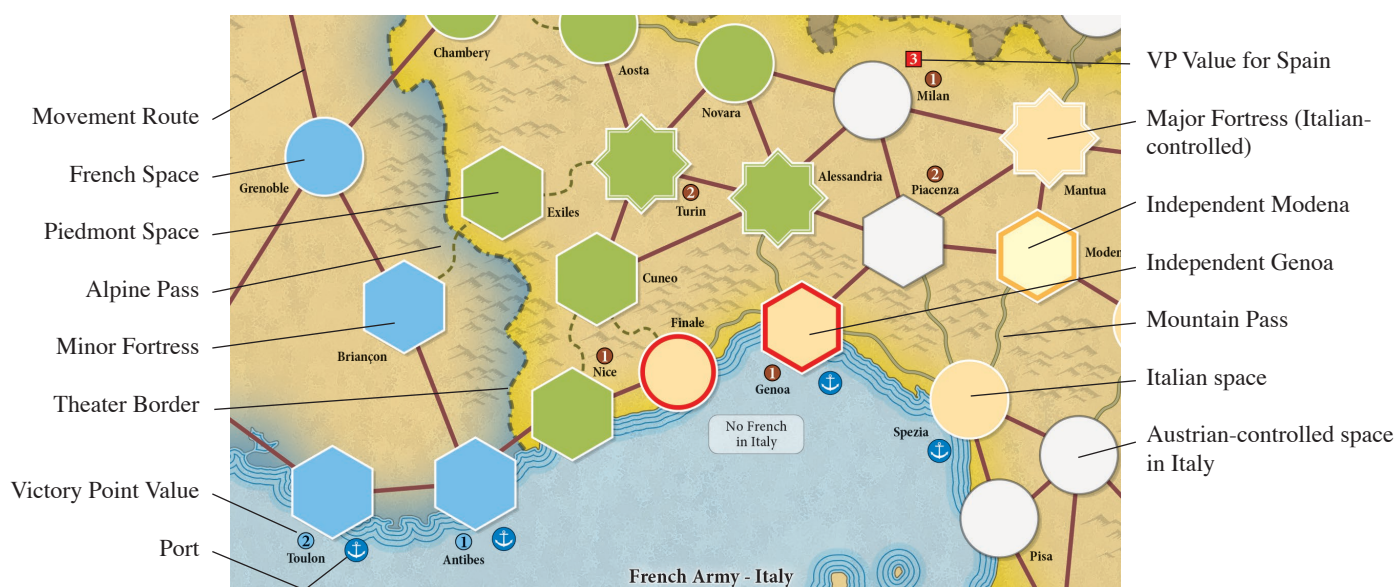 Movement Route
French Space
Piedmont Space
Alpine Pass
Minor Fortress
Theater Border
Victory Point Value
Port
Chambery
Aosta
Novara
3
1
Milan
Grenoble
Exiles
2
Turin
Alessandria
2
Piacenza
Mantua
Briançon
Cuneo
Moden
Finale
1
Nice
1
Genoa
No French
in Italy
Spezia
2
Toulon
1
Antibes
Pisa
French Army - Italy
VP Value for Spain
Major Fortress (Italian-
controlled)
Independent Modena
Independent Genoa
Mountain Pass
Italian space
Austrian-controlled space
in Italy